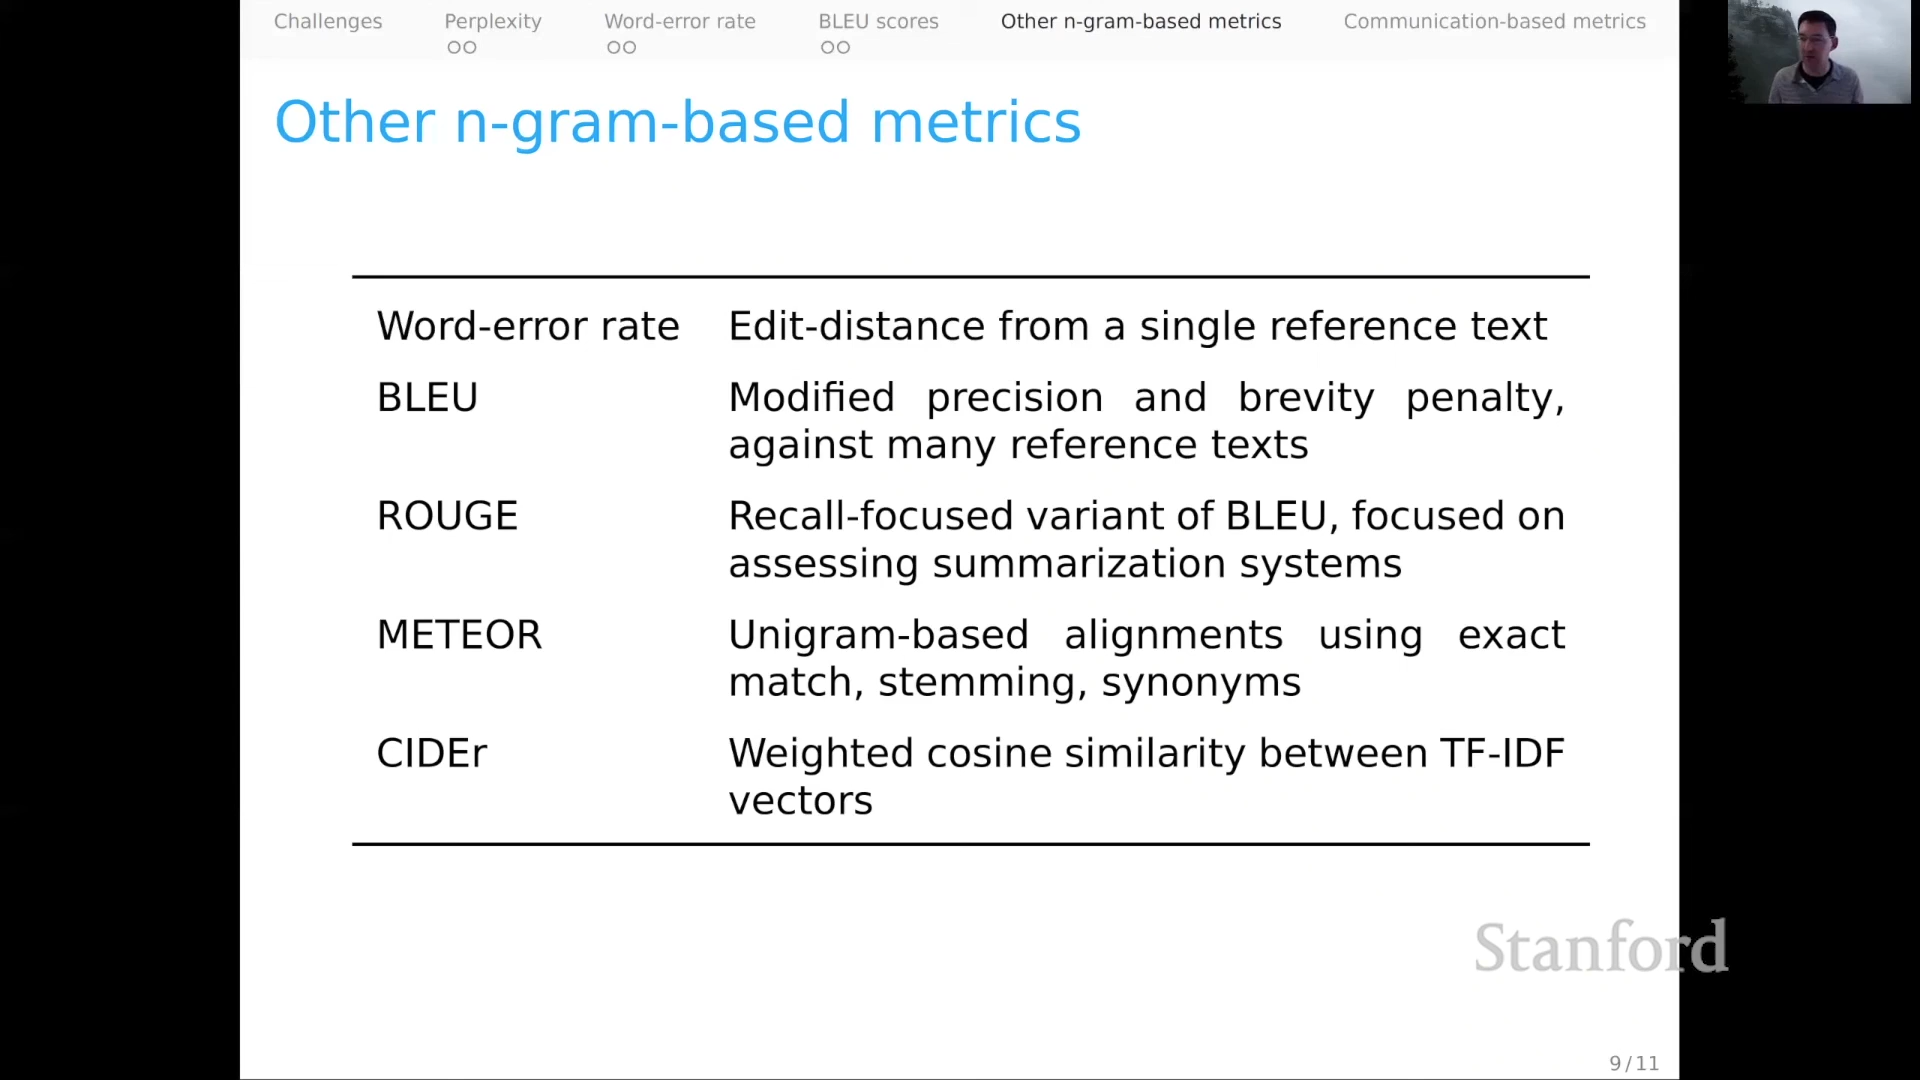 Challenges Perplexity Word-error rate BLEU scores Other n-gram-based metrics Communication-based metrics
Other n-gram-based metrics
Word-error rate Edit-distance from a single reference text
BLEU Modified precision and brevity penalty,
against many reference texts
ROUGE Recall-focused variant of BLEU, focused on
assessing summarization systems
METEOR Unigram-based alignments using exact
match, stemming, synonyms
CIDEr Weighted cosine similarity between TF-IDF
vectors
Stanford
9/11